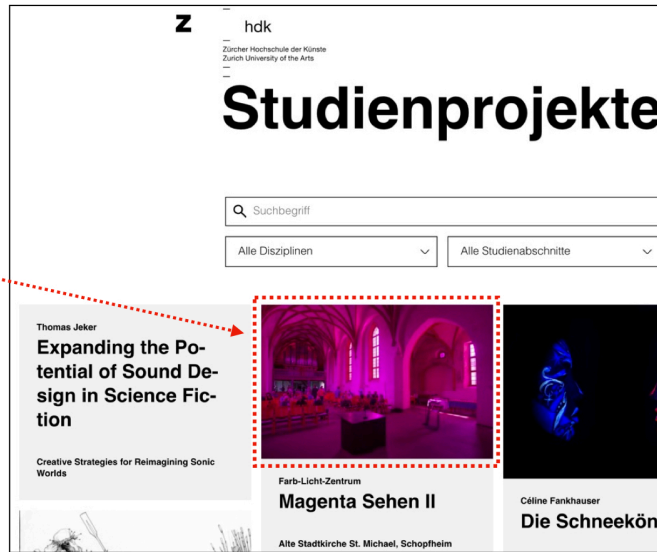 Z hdk
Zürcher Hochschule der Künste
Zurich University of the Arts
Studienprojekte
Suchbegriff
Alle Disziplinen
Alle Studienabschnitte
Thomas Jeker
Expanding the Po-
tential of Sound De-
sign in Science Fic-
tion
Creative Strategies for Reimagining Sonic
Worlds
Farb-Licht-Zentrum
Magenta Sehen II
Alte Stadtkirche St. Michael, Schopfheim
Céline Fankhauser
Die Schneekön